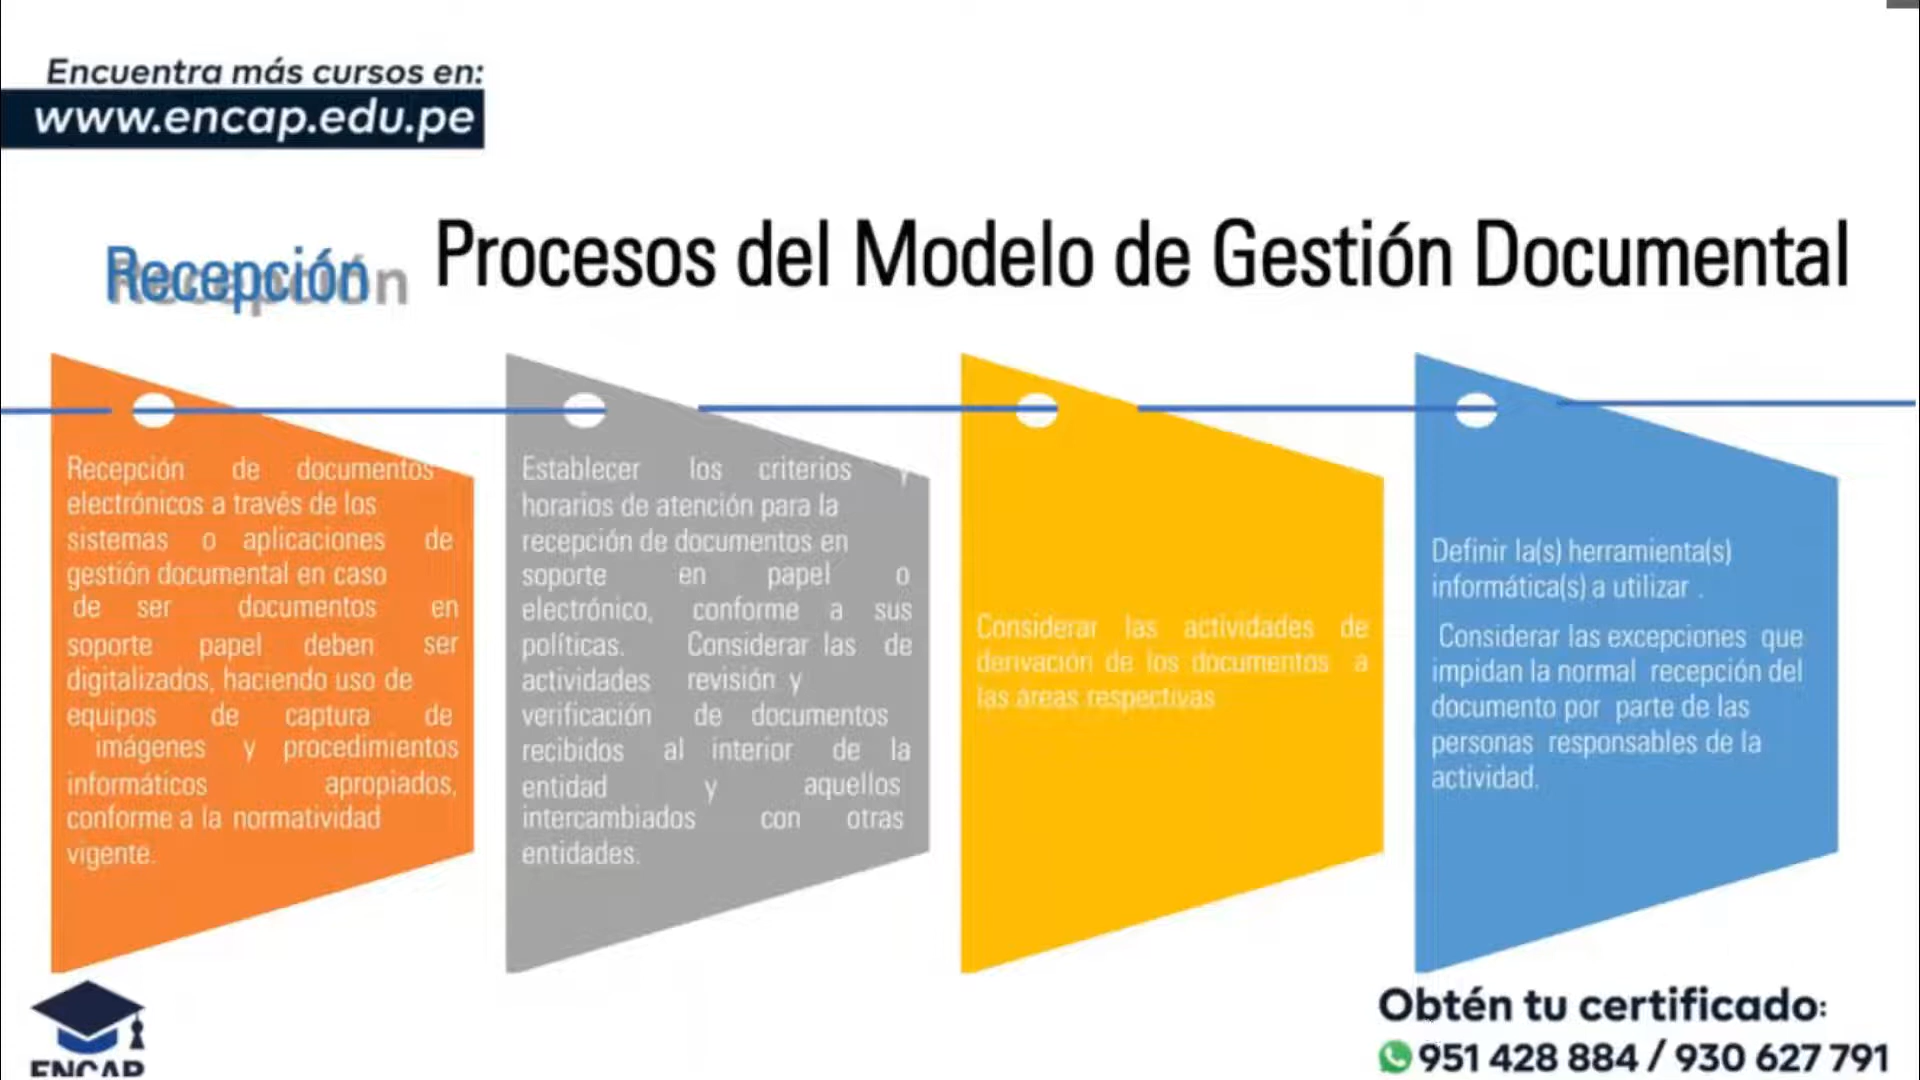 Encuentra más cursos en:
www.encap.edu.pe
Recepción
Procesos del Modelo de Gestión Documental
Recepción de documentos
electrónicos a través de los
sistemas o aplicaciones de
gestión documental en caso
de ser documentos en
soporte papel deben ser
digitalizados, haciendo uso de
equipos de captura de
imágenes y procedimientos
informáticos apropiados,
conforme a la normatividad
vigente.
Establecer los criterios y
horarios de atención para la
recepción de documentos en
soporte en papel o
electrónico, conforme a sus
políticas. Considerar las de
actividades revisión y
verificación de documentos
recibidos al interior de la
entidad y aquellos
intercambiados con otras
entidades.
Considerar las actividades de
derivación de los documentos a
las áreas respectivas
Definir la(s) herramienta(s)
informática(s) a utilizar .
Considerar las excepciones que
impidan la normal recepción del
documento por parte de las
personas responsables de la
actividad.
ENCAP
Obtén tu certificado:
951 428 884 / 930 627 791